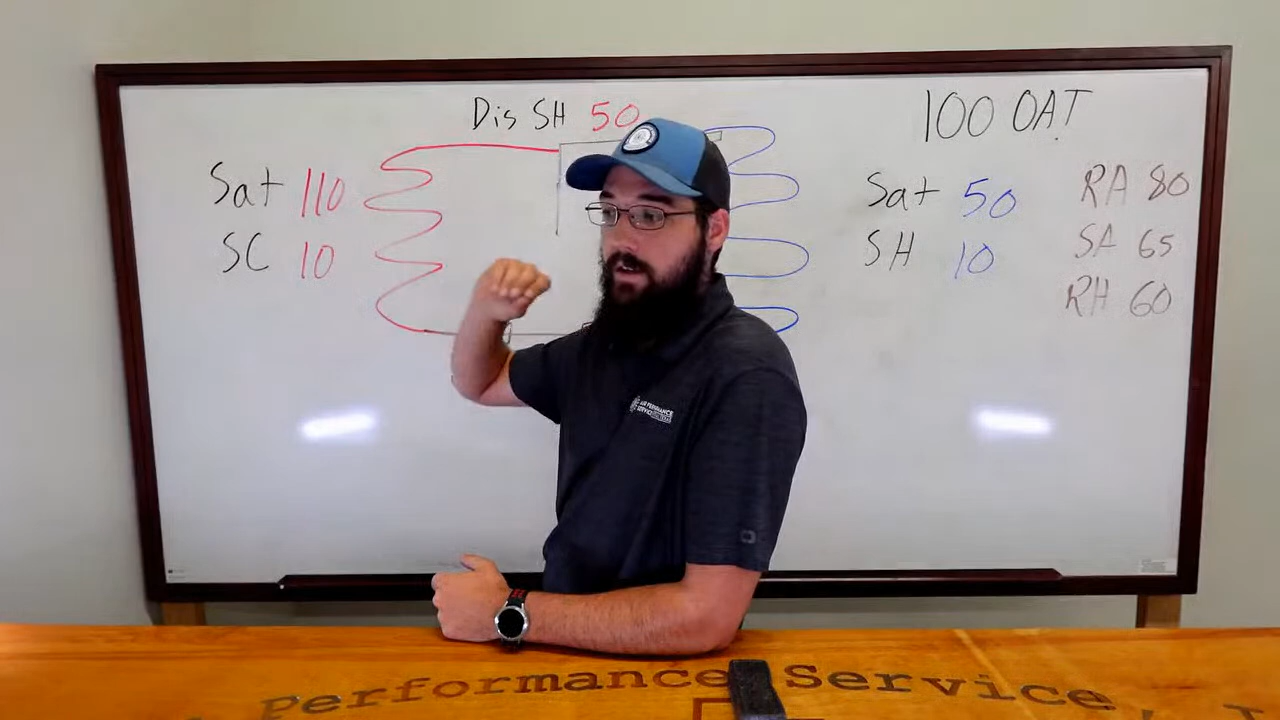 Dis SH 50
100 OAT
Sat 110
SC 10
Sat 50
SH 10
RA 80
SA 65
RH 60
Performance Service